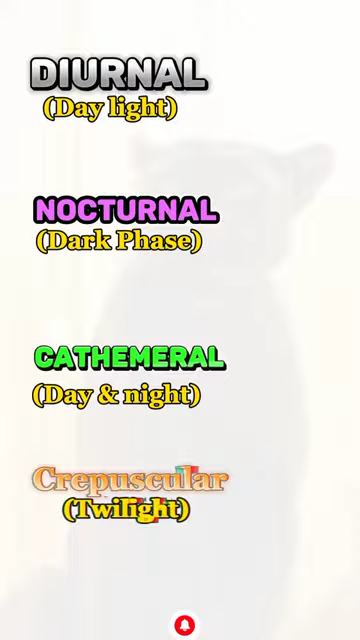 DIURNAL
(Day light)
NOCTURNAL
(Dark Phase)
CATHEMERAL
(Day & night)
Crepuscular
(Twilight)